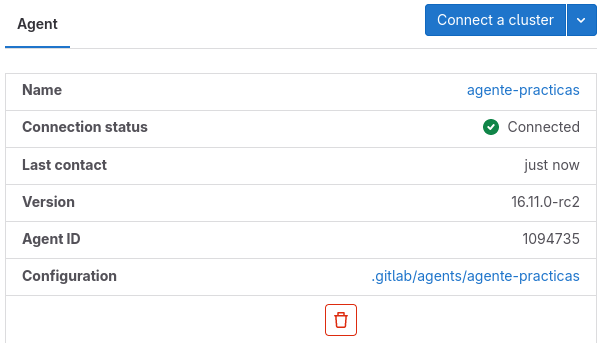 Agent
Connect a cluster
Name agente-practicas
Connection status Connected
Last contact just now
Version 16.11.0-rc2
Agent ID 1094735
Configuration .gitlab/agents/agente-practicas